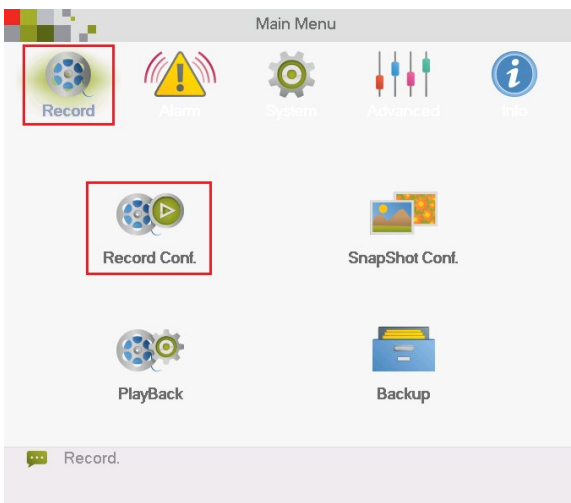 Main Menu
Record Alarm System Advanced Info
Record Conf. SnapShot Conf.
PlayBack Backup
Record.